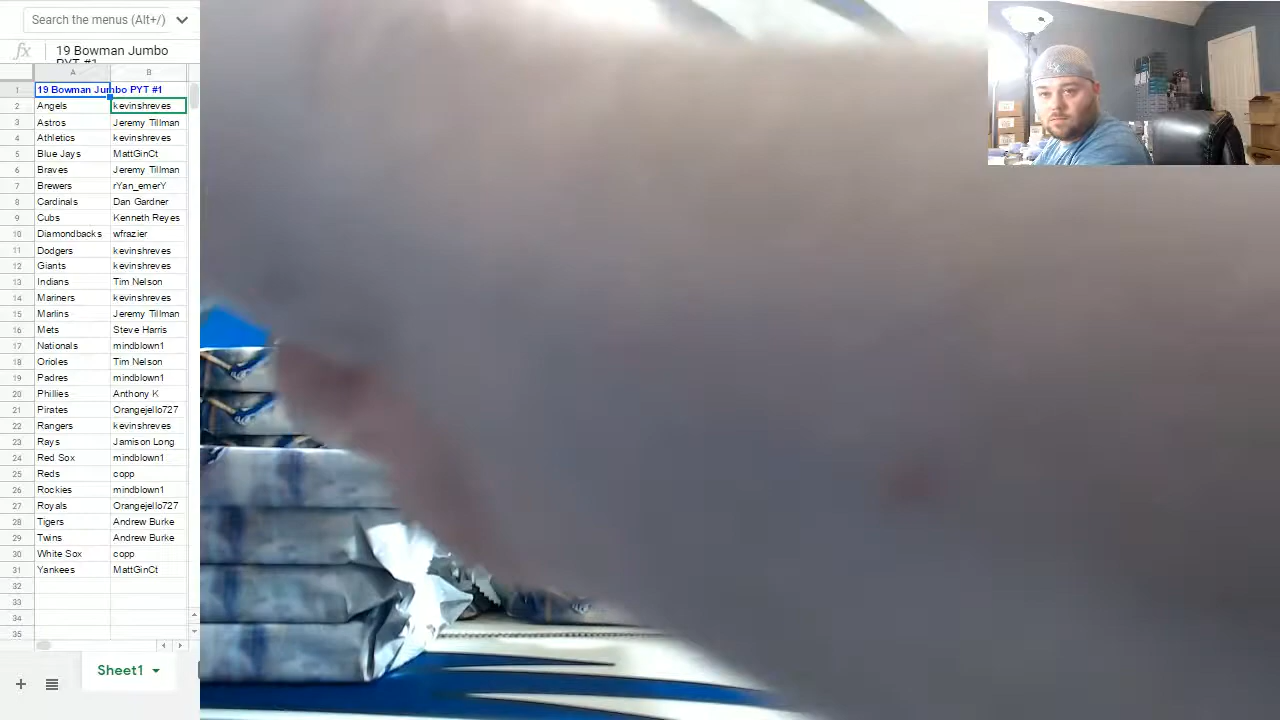 Search the menus (Alt+/)
fx 19 Bowman Jumbo
PYT #1
A B
1 19 Bowman Jumbo PYT #1
2 Angels kevinshreves
3 Astros Jeremy Tillman
4 Athletics kevinshreves
5 Blue Jays MattGinCt
6 Braves Jeremy Tillman
7 Brewers rYan_emerY
8 Cardinals Dan Gardner
9 Cubs Kenneth Reyes
10 Diamondbacks wfrazier
11 Dodgers kevinshreves
12 Giants kevinshreves
13 Indians Tim Nelson
14 Mariners kevinshreves
15 Marlins Jeremy Tillman
16 Mets Steve Harris
17 Nationals mindblown1
18 Orioles Tim Nelson
19 Padres mindblown1
20 Phillies Anthony K
21 Pirates Orangejello727
22 Rangers kevinshreves
23 Rays Jamison Long
24 Red Sox mindblown1
25 Reds copp
26 Rockies mindblown1
27 Royals Orangejello727
28 Tigers Andrew Burke
29 Twins Andrew Burke
30 White Sox copp
31 Yankees MattGinCt
32
33
34
35
Sheet1